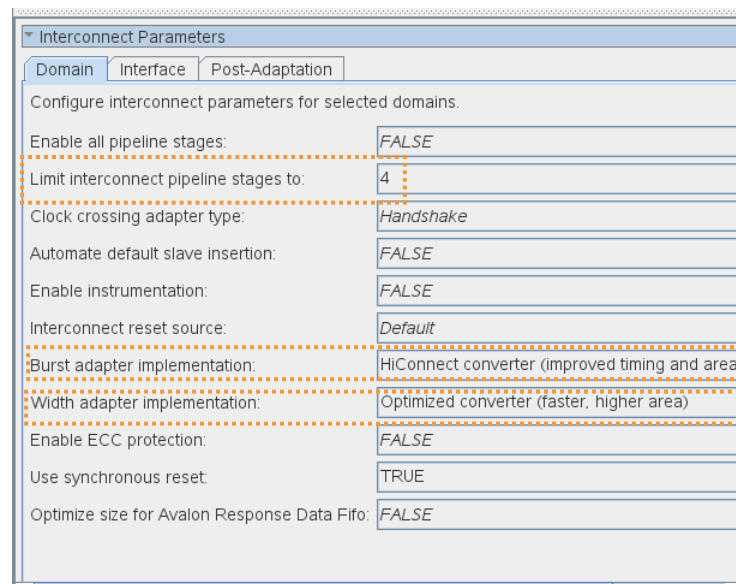 Interconnect Parameters
Domain Interface Post-Adaptation
Configure interconnect parameters for selected domains.
Enable all pipeline stages: FALSE
Limit interconnect pipeline stages to: 4
Clock crossing adapter type: Handshake
Automate default slave insertion: FALSE
Enable instrumentation: FALSE
Interconnect reset source: Default
Burst adapter implementation: HiConnect converter (improved timing and area
Width adapter implementation: Optimized converter (faster, higher area)
Enable ECC protection: FALSE
Use synchronous reset: TRUE
Optimize size for Avalon Response Data Fifo: FALSE